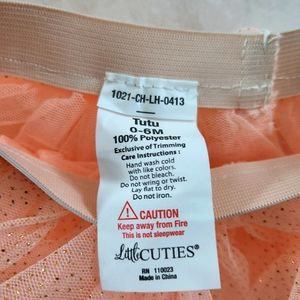 1021-CH-LH-0413
Tutu
0-6M
100% Polyester
Exclusive of Trimming
Care Instructions :
Hand wash cold
with like colors.
Do not bleach.
Do not wring or twist.
Lay flat to dry.
Do not iron.
⚠ CAUTION
Keep away from Fire
This is not sleepwear
Little CUTIES®
RN 110023
Made in China